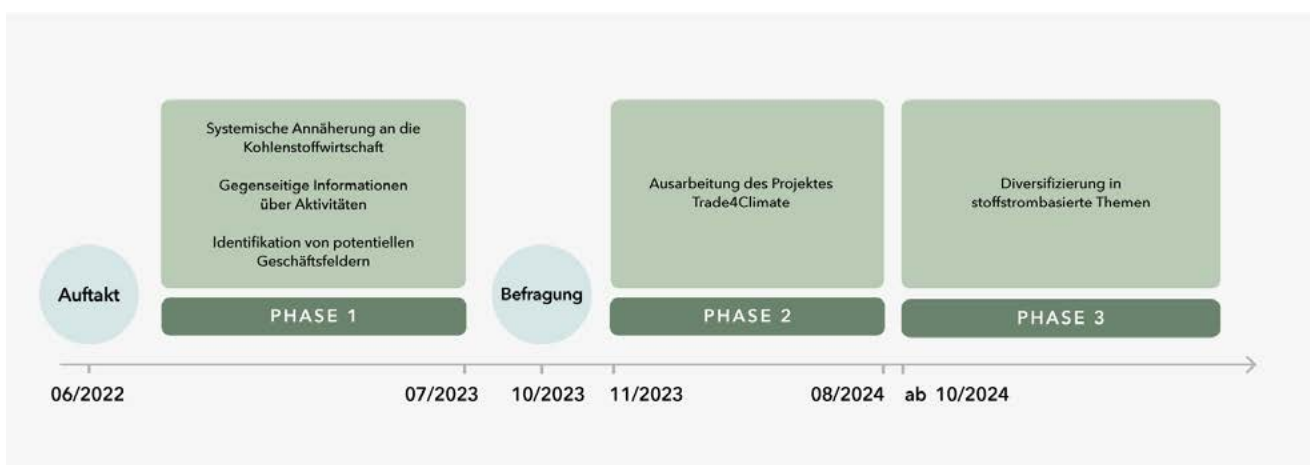 Auftakt
Systemische Annäherung an die
Kohlenstoffwirtschaft
Gegenseitige Informationen
über Aktivitäten
Identifikation von potentiellen
Geschäftsfeldern
PHASE 1
Befragung
Ausarbeitung des Projektes
Trade4Climate
PHASE 2
Diversifizierung in
stoffstrombasierte Themen
PHASE 3
06/2022
07/2023
10/2023
11/2023
08/2024
ab 10/2024